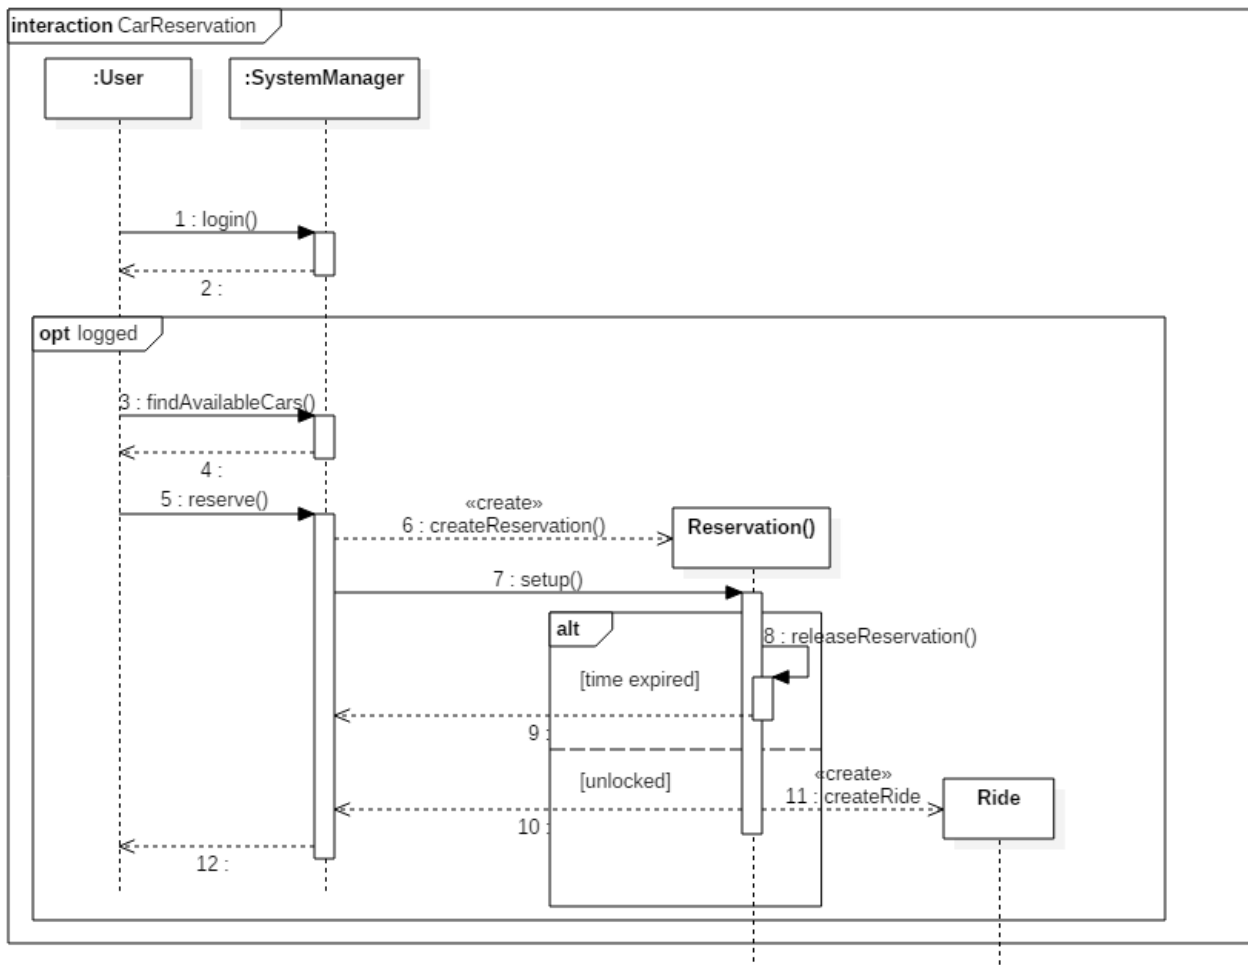 interaction CarReservation
:User
:SystemManager
1 : login()
2 :
opt logged
3 : findAvailableCars()
4 :
5 : reserve()
«create»
6 : createReservation()
Reservation()
7 : setup()
alt
8 : releaseReservation()
[time expired]
9 :
[unlocked]
«create»
11 : createRide
Ride
10 :
12 :